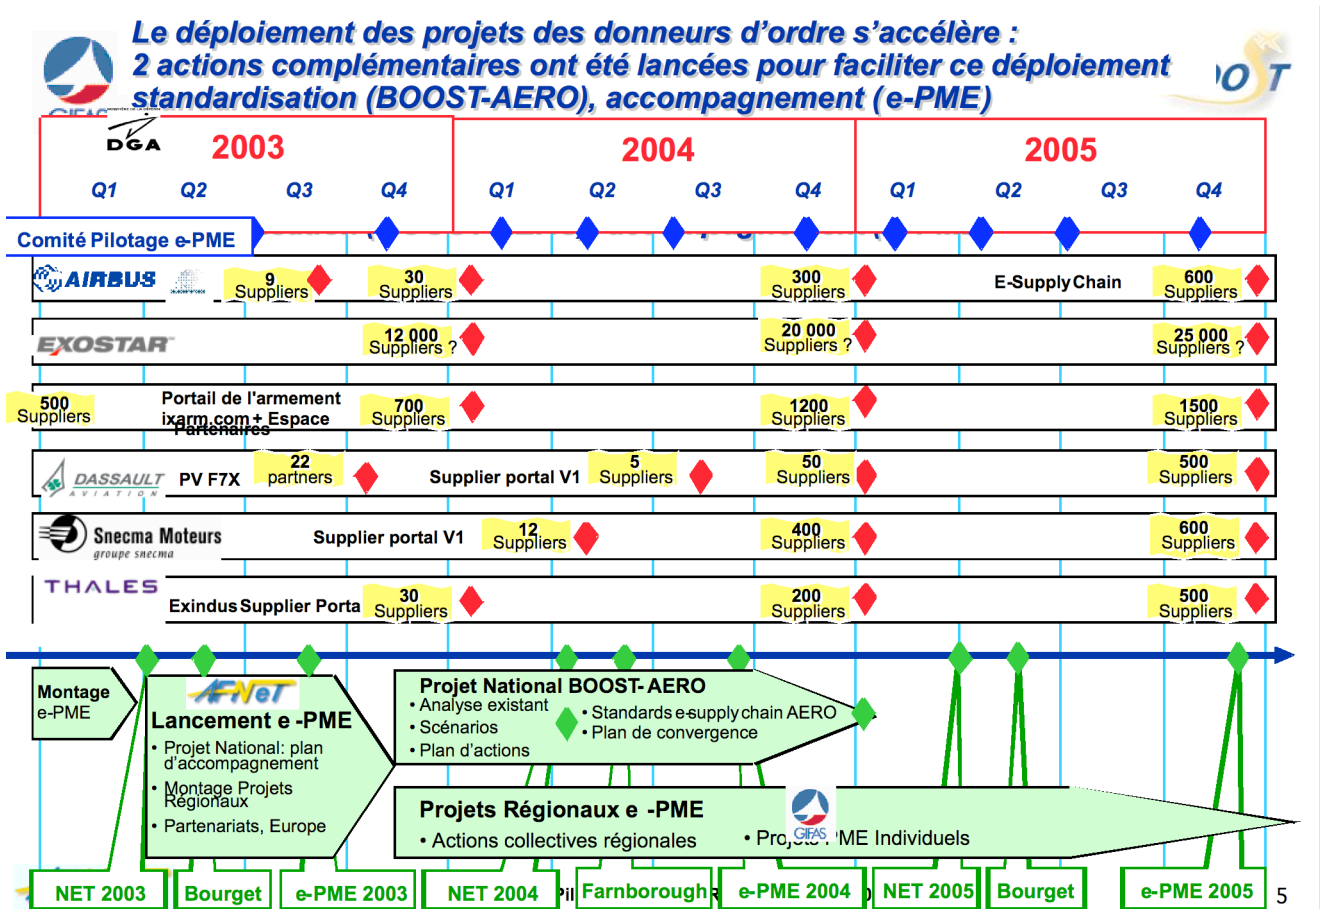 Le déploiement des projets des donneurs d'ordre s'accélère :
2 actions complémentaires ont été lancées pour faciliter ce déploiement
standardisation (BOOST-AERO), accompagnement (e-PME)
GIFAS
OOST
DGA
2003
2004
2005
Q1 Q2 Q3 Q4 Q1 Q2 Q3 Q4 Q1 Q2 Q3 Q4
Comité Pilotage e-PME
AIRBUS
9
Suppliers
30
Suppliers
300
Suppliers
E-Supply Chain
600
Suppliers
EXOSTAR
12 000
Suppliers ?
20 000
Suppliers ?
25 000
Suppliers ?
500
Suppliers
Portail de l'armement
ixarm.com + Espace
Partenaires
700
Suppliers
1200
Suppliers
1500
Suppliers
DASSAULT
AVIATION
PV F7X
22
partners
Supplier portal V1
5
Suppliers
50
Suppliers
500
Suppliers
Snecma Moteurs
groupe snecma
Supplier portal V1
12
Suppliers
400
Suppliers
600
Suppliers
THALES
Exindus Supplier Porta
30
Suppliers
200
Suppliers
500
Suppliers
Montage
e-PME
AFNeT
Lancement e -PME
• Projet National: plan
d'accompagnement
• Montage Projets
Régionaux
• Partenariats, Europe
Projet National BOOST- AERO
• Analyse existant
• Scénarios
• Plan d'actions
• Standards e-supply chain AERO
• Plan de convergence
Projets Régionaux e -PME
• Actions collectives régionales
GIFAS
• Projets PME Individuels
NET 2003
Bourget
e-PME 2003
NET 2004
Farnborough
e-PME 2004
NET 2005
Bourget
e-PME 2005
5